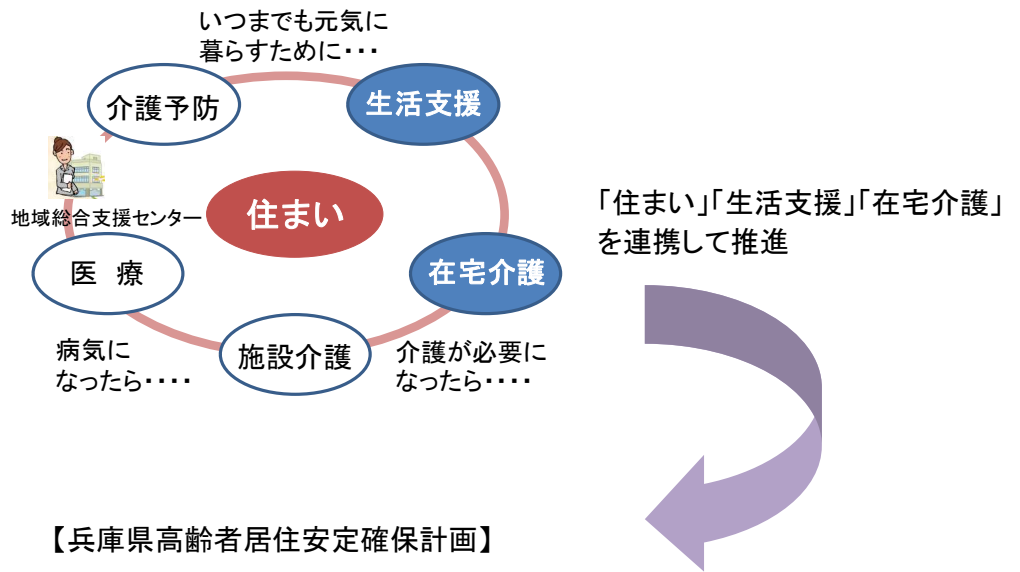 いつまでも元気に
暮らすために・・・
介護予防
生活支援
地域総合支援センター
住まい
「住まい」「生活支援」「在宅介護」
を連携して推進
医 療
在宅介護
施設介護
病気に
なったら・・・・
介護が必要に
なったら・・・・
【兵庫県高齢者居住安定確保計画】